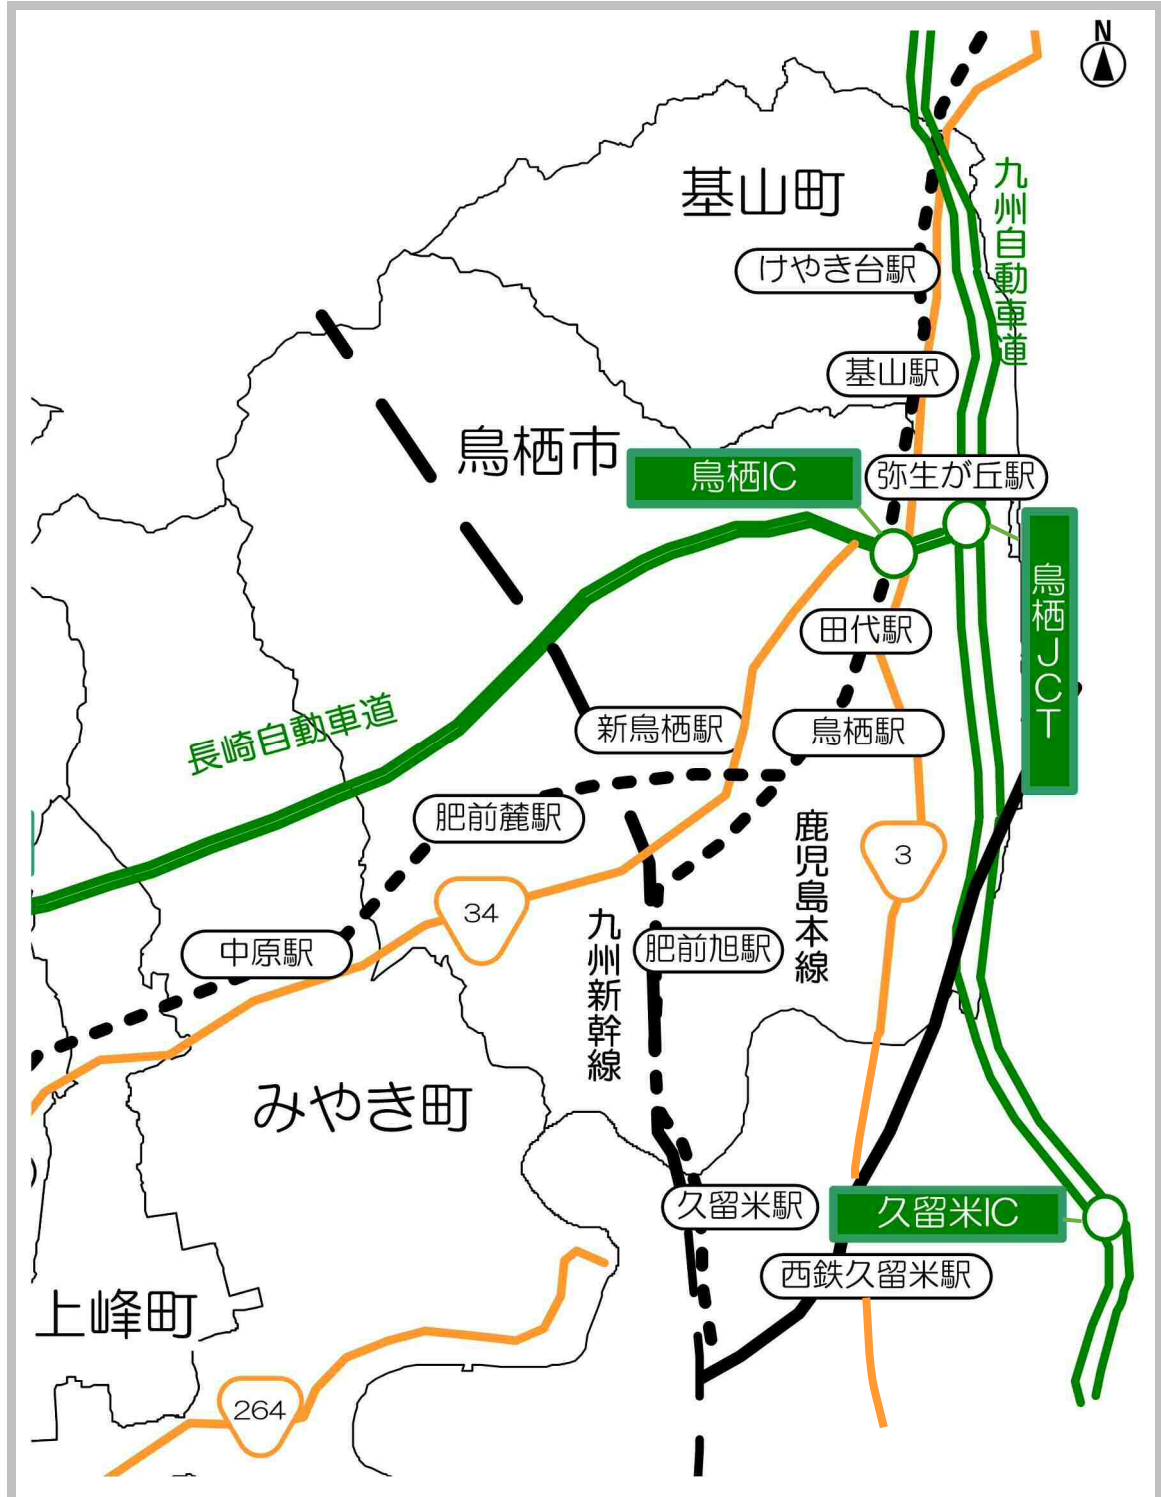 N
基山町
九州自動車道
けやき台駅
基山駅
鳥栖市
鳥栖IC
弥生が丘駅
鳥栖JCT
田代駅
長崎自動車道
新鳥栖駅
鳥栖駅
肥前麓駅
鹿児島本線
3
34
九州新幹線
肥前旭駅
中原駅
みやき町
久留米駅
久留米IC
西鉄久留米駅
上峰町
264